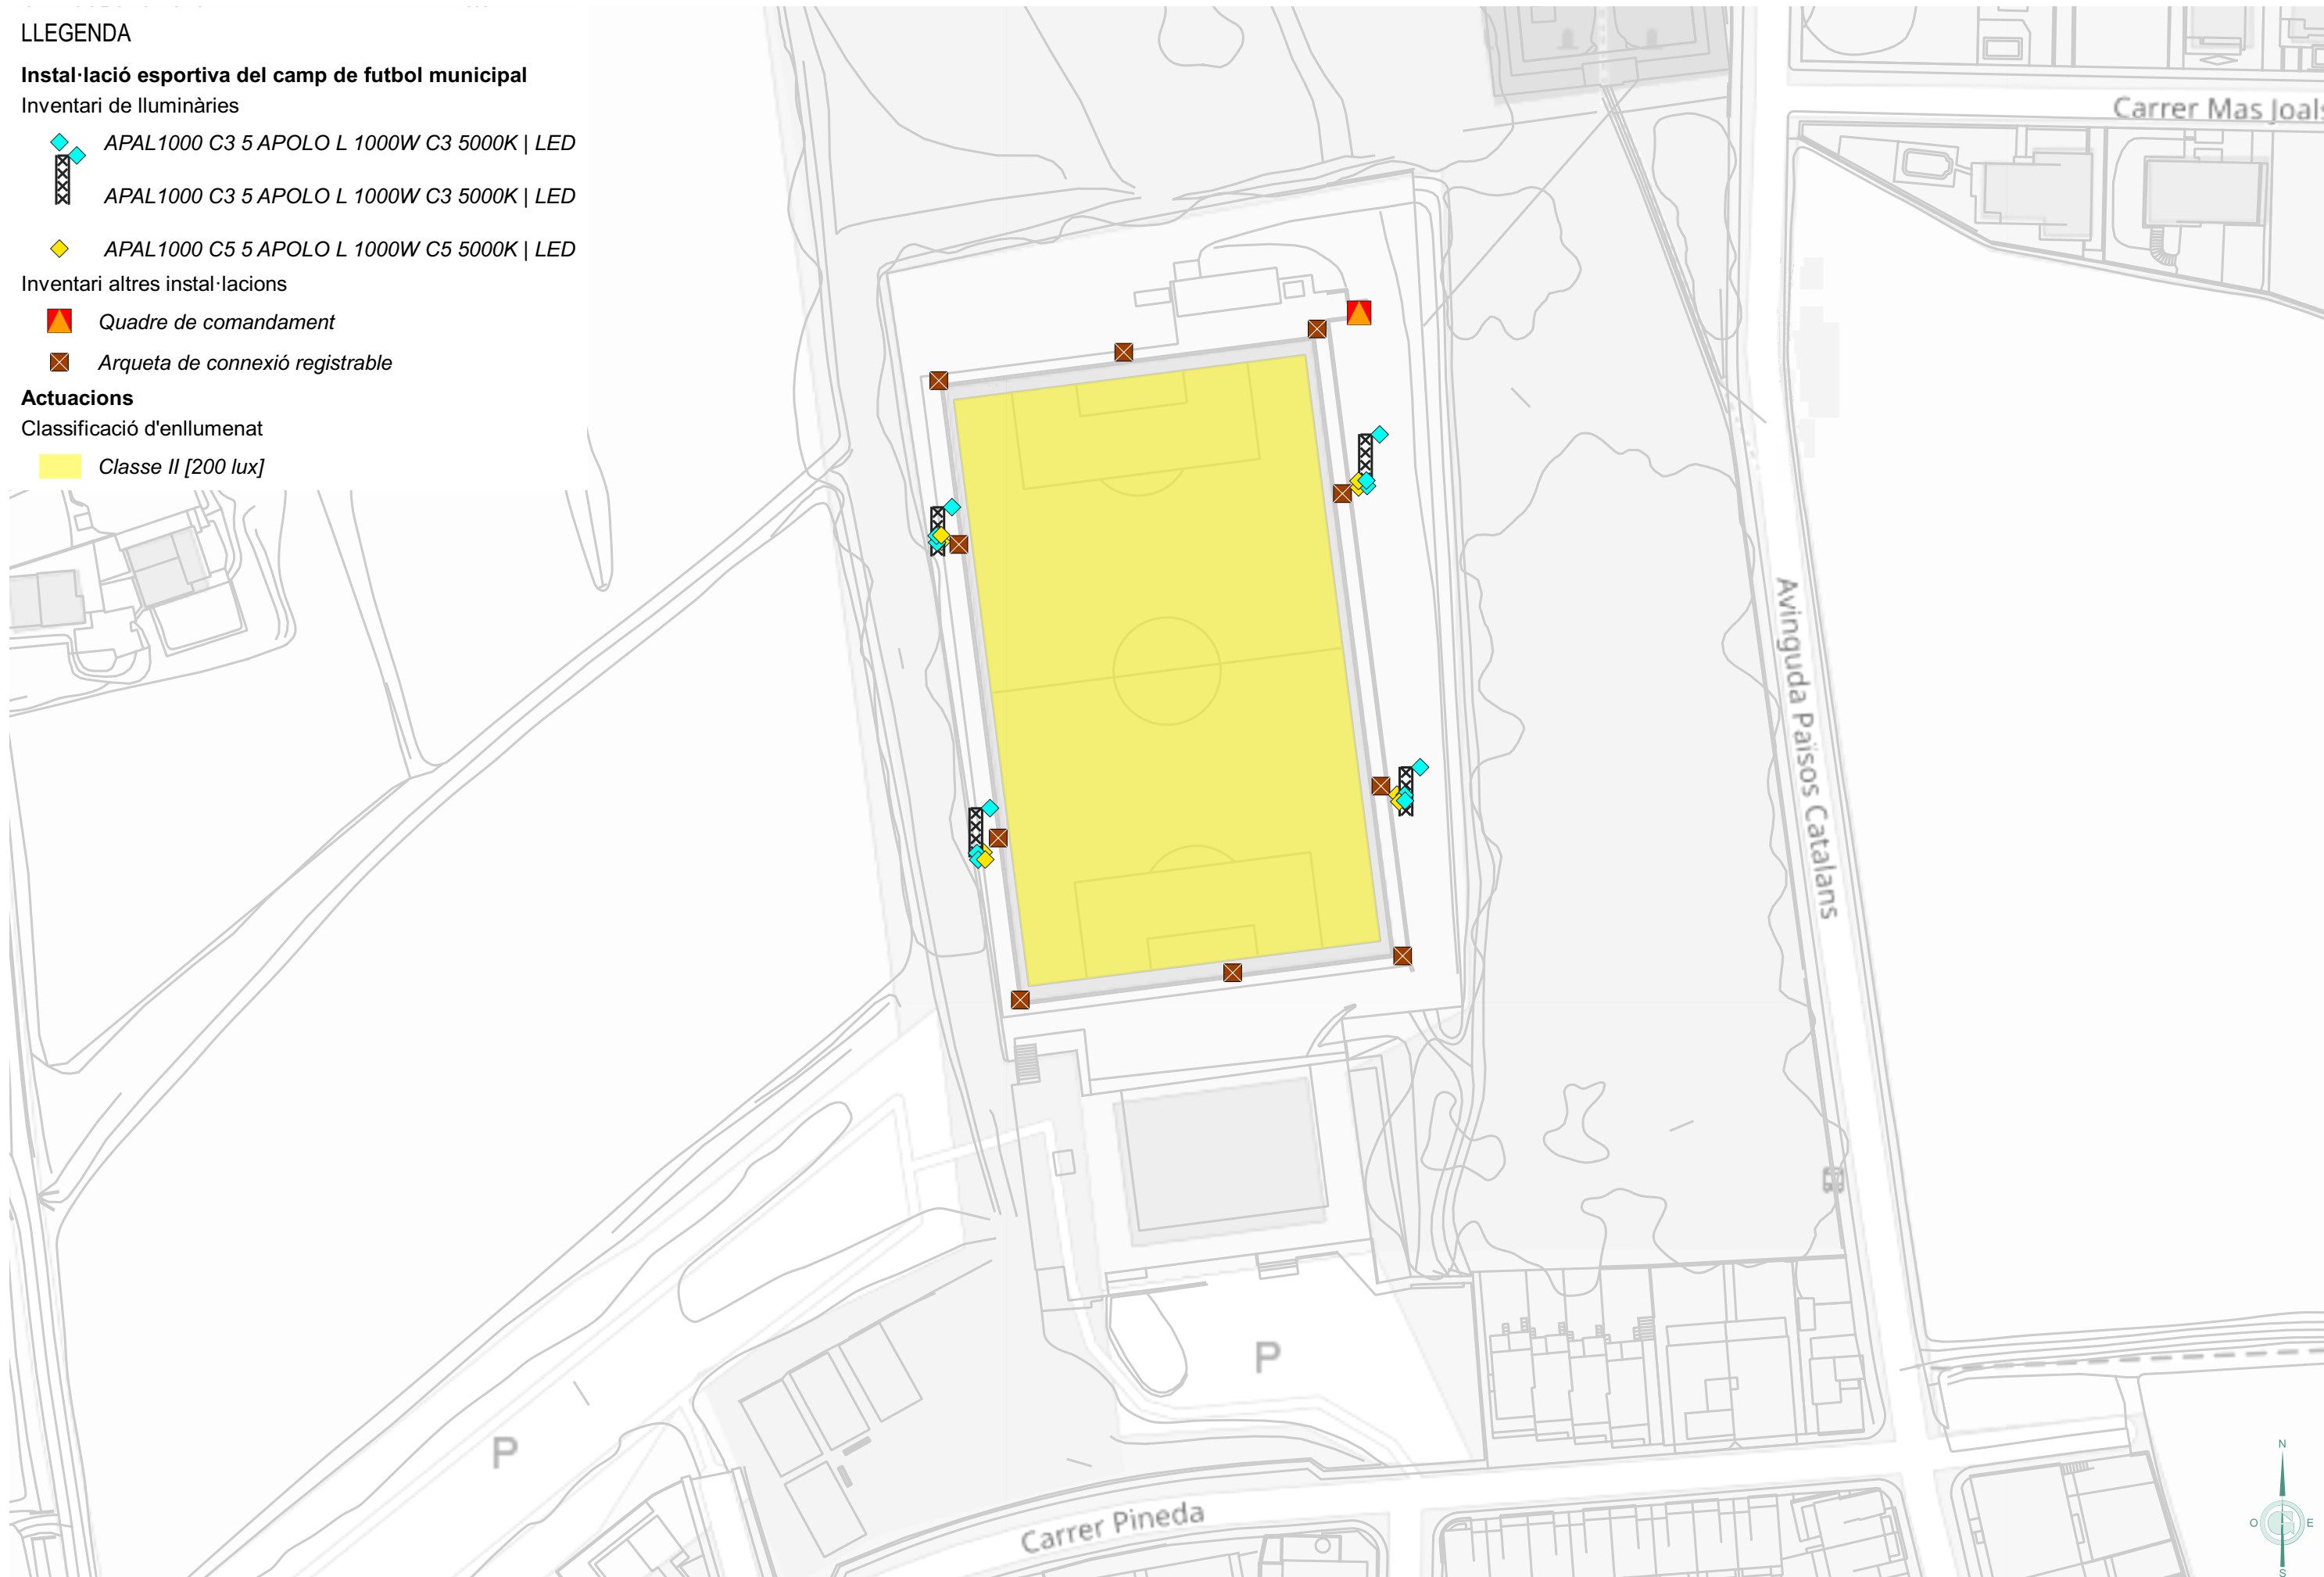 LLEGENDA
Instal·lació esportiva del camp de futbol municipal
Inventari de lluminàries
APAL1000 C3 5 APOLO L 1000W C3 5000K | LED
APAL1000 C3 5 APOLO L 1000W C3 5000K | LED
APAL1000 C5 5 APOLO L 1000W C5 5000K | LED
Inventari altres instal·lacions
Quadre de comandament
Arqueta de connexió registrable
Actuacions
Classificació d'enllumenat
Classe II [200 lux]
Carrer Mas Joals
Avinguda Països Catalans
P
P
Carrer Pineda
N
O
E
S